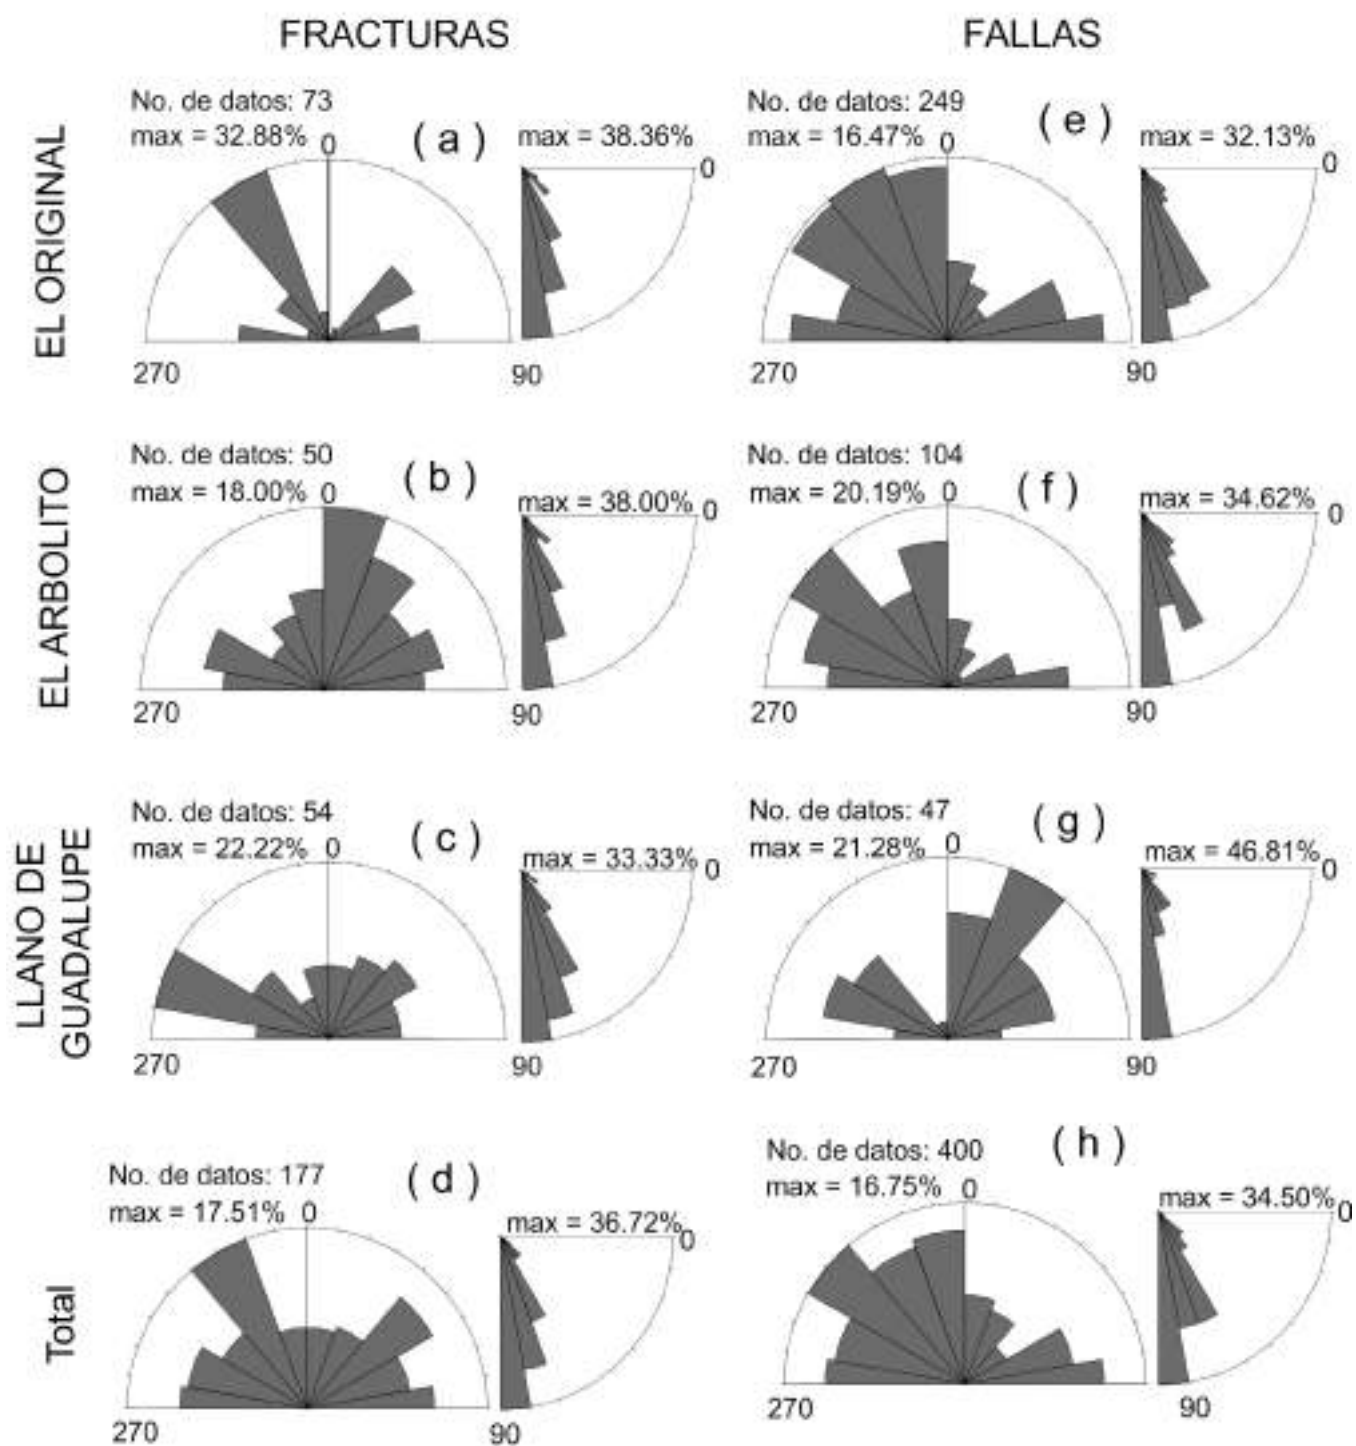 FRACTURAS
FALLAS
EL ORIGINAL
No. de datos: 73
max = 32.88%
0
( a )
max = 38.36%
0
270
90
No. de datos: 249
max = 16.47%
0
( e )
max = 32.13%
0
270
90
EL ARBOLITO
No. de datos: 50
max = 18.00%
0
( b )
max = 38.00%
0
270
90
No. de datos: 104
max = 20.19%
0
( f )
max = 34.62%
0
270
90
LLANO DE
GUADALUPE
No. de datos: 54
max = 22.22%
0
( c )
max = 33.33%
0
270
90
No. de datos: 47
max = 21.28%
0
( g )
max = 46.81%
0
270
90
Total
No. de datos: 177
max = 17.51%
0
( d )
max = 36.72%
0
270
90
No. de datos: 400
max = 16.75%
0
( h )
max = 34.50%
0
270
90